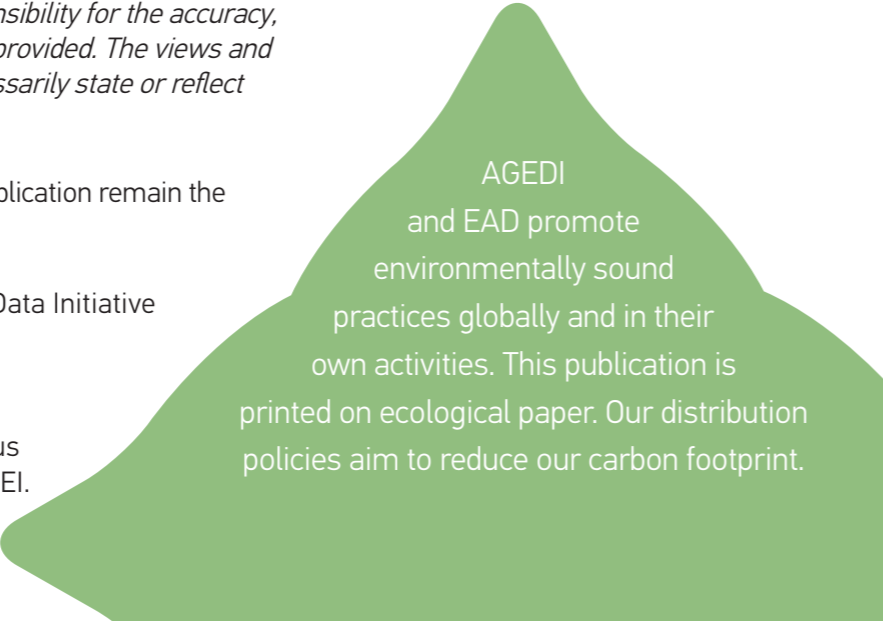 nsibility for the accuracy,
provided. The views and
ssarily state or reflect
blication remain the
Data Initiative
us
EI.
AGEDI
and EAD promote
environmentally sound
practices globally and in their
own activities. This publication is
printed on ecological paper. Our distribution
policies aim to reduce our carbon footprint.